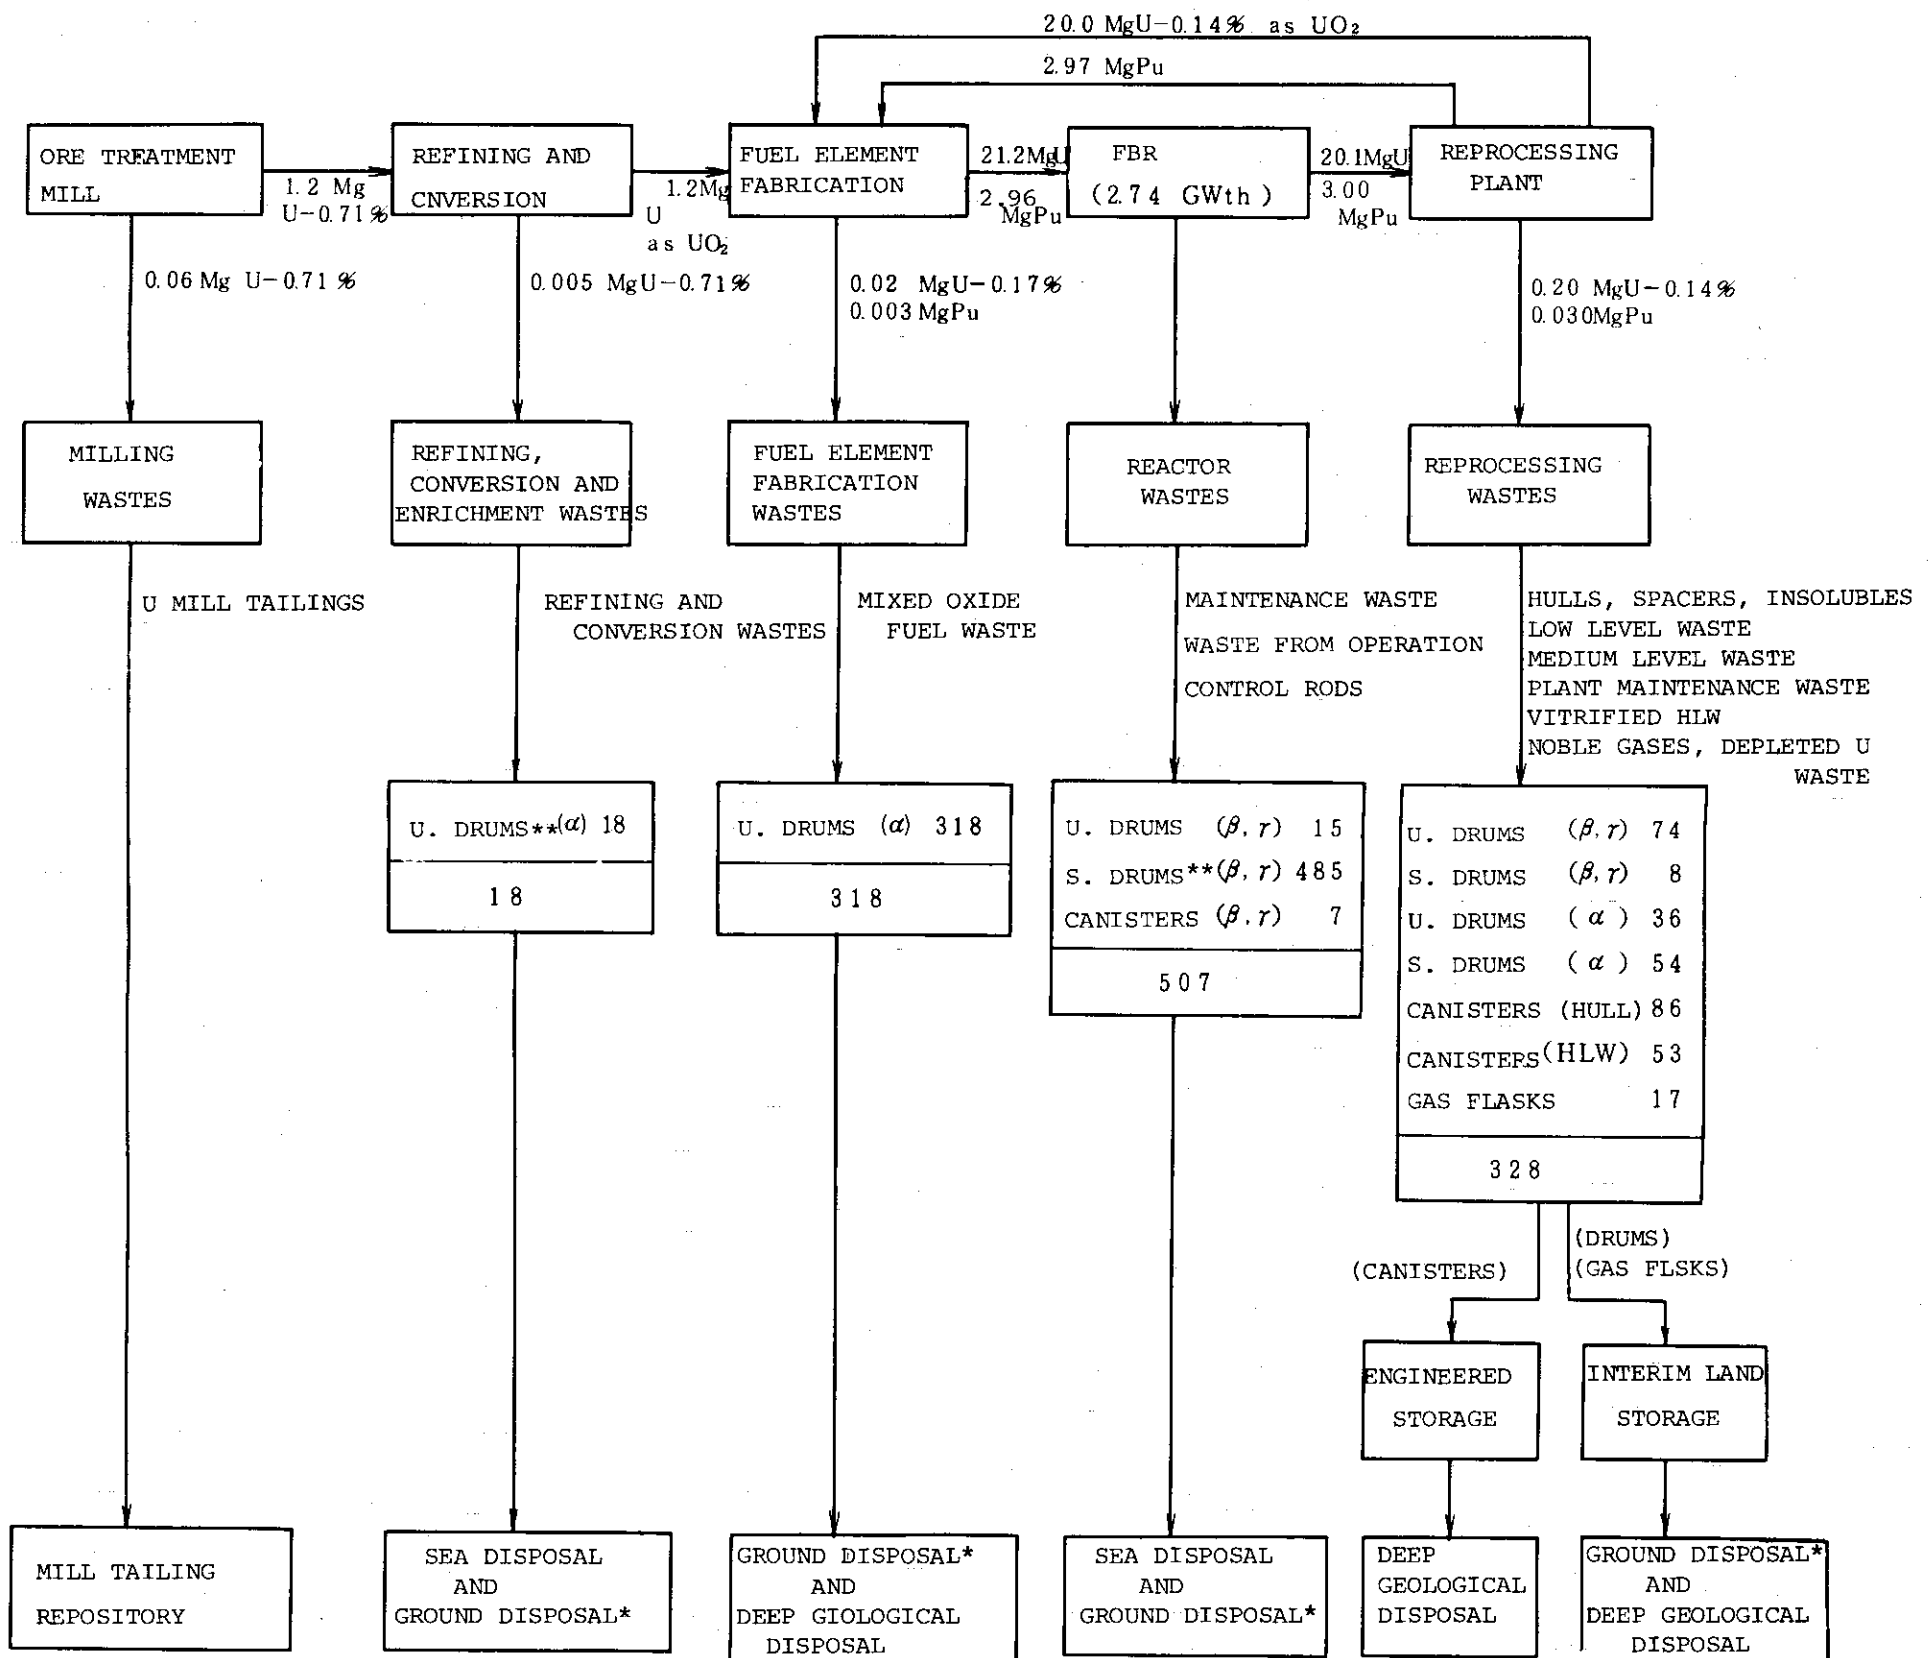 20.0 MgU-0.14% as UO₂
2.97 MgPu
ORE TREATMENT
MILL
1.2 Mg
U-0.71%
REFINING AND
CNVERSION
1.2Mg
U
as UO₂
FUEL ELEMENT
FABRICATION
21.2MgU
2.96
MgPu
FBR
(2.74 GWth)
20.1MgU
3.00
MgPu
REPROCESSING
PLANT
0.06 Mg U-0.71%
0.005 MgU-0.71%
0.02 MgU-0.17%
0.003 MgPu
0.20 MgU-0.14%
0.030MgPu
MILLING
WASTES
REFINING,
CONVERSION AND
ENRICHMENT WASTES
FUEL ELEMENT
FABRICATION
WASTES
REACTOR
WASTES
REPROCESSING
WASTES
U MILL TAILINGS
REFINING AND
CONVERSION WASTES
MIXED OXIDE
FUEL WASTE
MAINTENANCE WASTE
WASTE FROM OPERATION
CONTROL RODS
HULLS, SPACERS, INSOLUBLES
LOW LEVEL WASTE
MEDIUM LEVEL WASTE
PLANT MAINTENANCE WASTE
VITRIFIED HLW
NOBLE GASES, DEPLETED U
WASTE
U. DRUMS**(α) 18
18
U. DRUMS (α) 318
318
U. DRUMS (β, γ) 15
S. DRUMS**(β, γ) 485
CANISTERS (β, γ) 7
507
U. DRUMS (β, γ) 74
S. DRUMS (β, γ) 8
U. DRUMS (α) 36
S. DRUMS (α) 54
CANISTERS (HULL) 86
CANISTERS(HLW) 53
GAS FLASKS 17
328
(CANISTERS)
(DRUMS)
(GAS FLSKS)
ENGINEERED
STORAGE
INTERIM LAND
STORAGE
MILL TAILING
REPOSITORY
SEA DISPOSAL
AND
GROUND DISPOSAL*
GROUND DISPOSAL*
AND
DEEP GIOLOGICAL
DISPOSAL
SEA DISPOSAL
AND
GROUND DISPOSAL*
DEEP
GEOLOGICAL
DISPOSAL
GROUND DISPOSAL*
AND
DEEP GEOLOGICAL
DISPOSAL